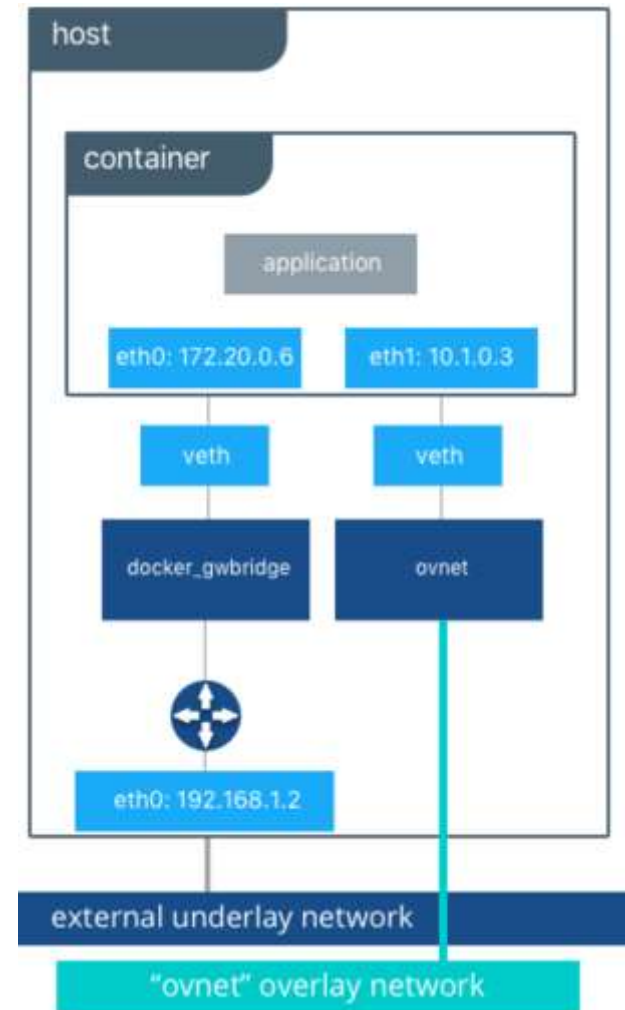 host
container
application
eth0: 172.20.0.6
eth1: 10.1.0.3
veth
veth
docker_gwbridge
ovnet
eth0: 192.168.1.2
external underlay network
“ovnet” overlay network